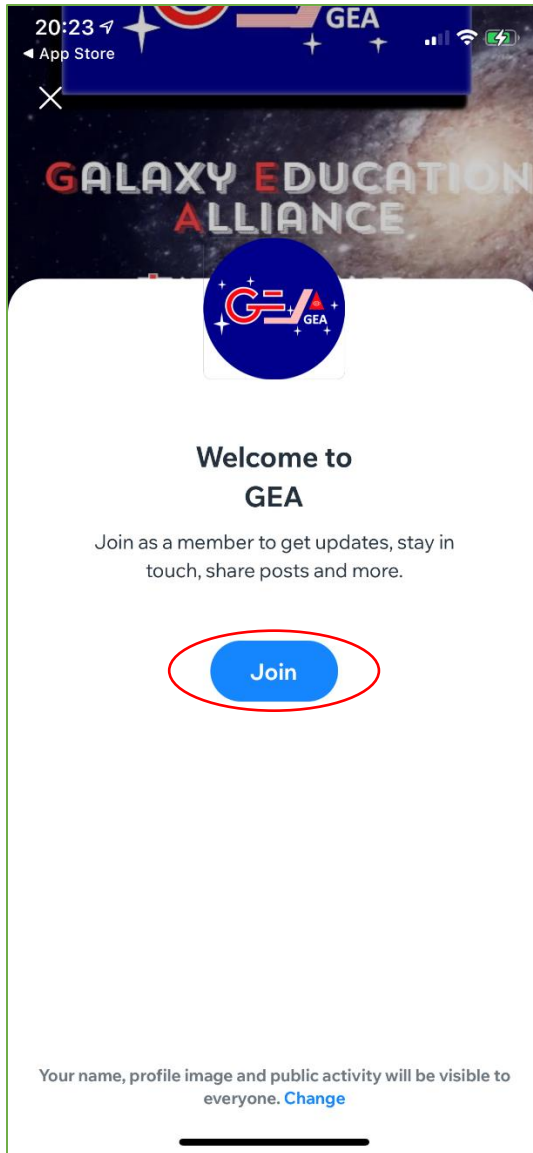 GEA
20:23
◀ App Store
GALAXY EDUCATION
ALLIANCE
GEA
GEA
Welcome to
GEA
Join as a member to get updates, stay in
touch, share posts and more.
Join
Your name, profile image and public activity will be visible to
everyone. Change